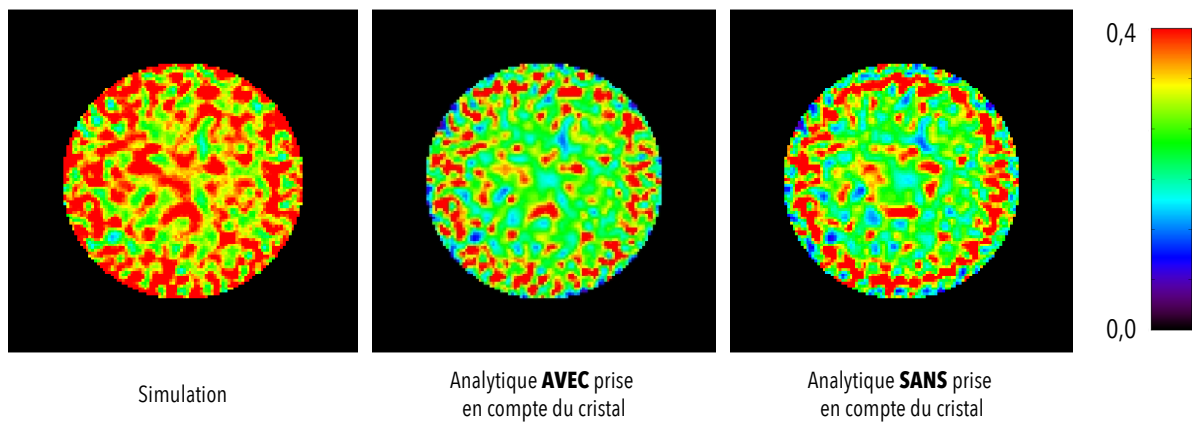 0,4
0,0
Simulation
Analytique AVEC prise
en compte du cristal
Analytique SANS prise
en compte du cristal